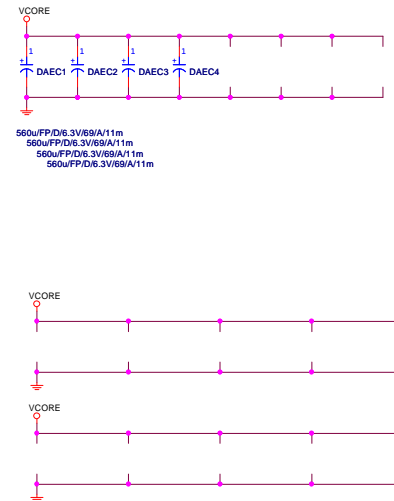 VCORE
1 1 1 1
+ + + +
DAEC1 DAEC2 DAEC3 DAEC4
560u/FP/D/6.3V/69/A/11m
560u/FP/D/6.3V/69/A/11m
560u/FP/D/6.3V/69/A/11m
560u/FP/D/6.3V/69/A/11m
VCORE
VCORE